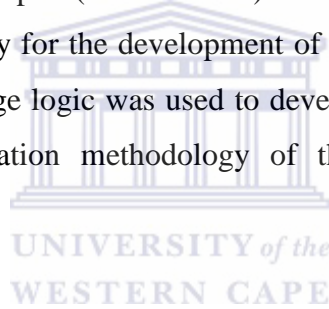 y for the development of
ge logic was used to deve
ation methodology of th
UNIVERSITY of the
WESTERN CAPE